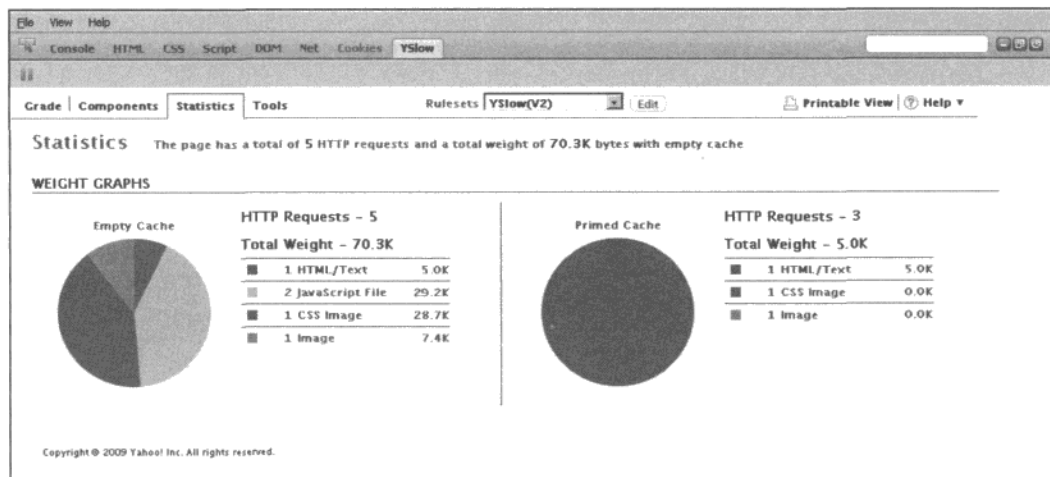 File View Help
Console HTML CSS Script DOM Net Cookies YSlow
Grade Components Statistics Tools Rulesets YSlow(V2) Edit Printable View ? Help
Statistics The page has a total of 5 HTTP requests and a total weight of 70.3K bytes with empty cache
WEIGHT GRAPHS
Empty Cache
HTTP Requests - 5
Total Weight - 70.3K
1 HTML/Text 5.0K
2 JavaScript File 29.2K
1 CSS Image 28.7K
1 Image 7.4K
Primed Cache
HTTP Requests - 3
Total Weight - 5.0K
1 HTML/Text 5.0K
1 CSS Image 0.0K
1 Image 0.0K
Copyright © 2009 Yahoo! Inc. All rights reserved.